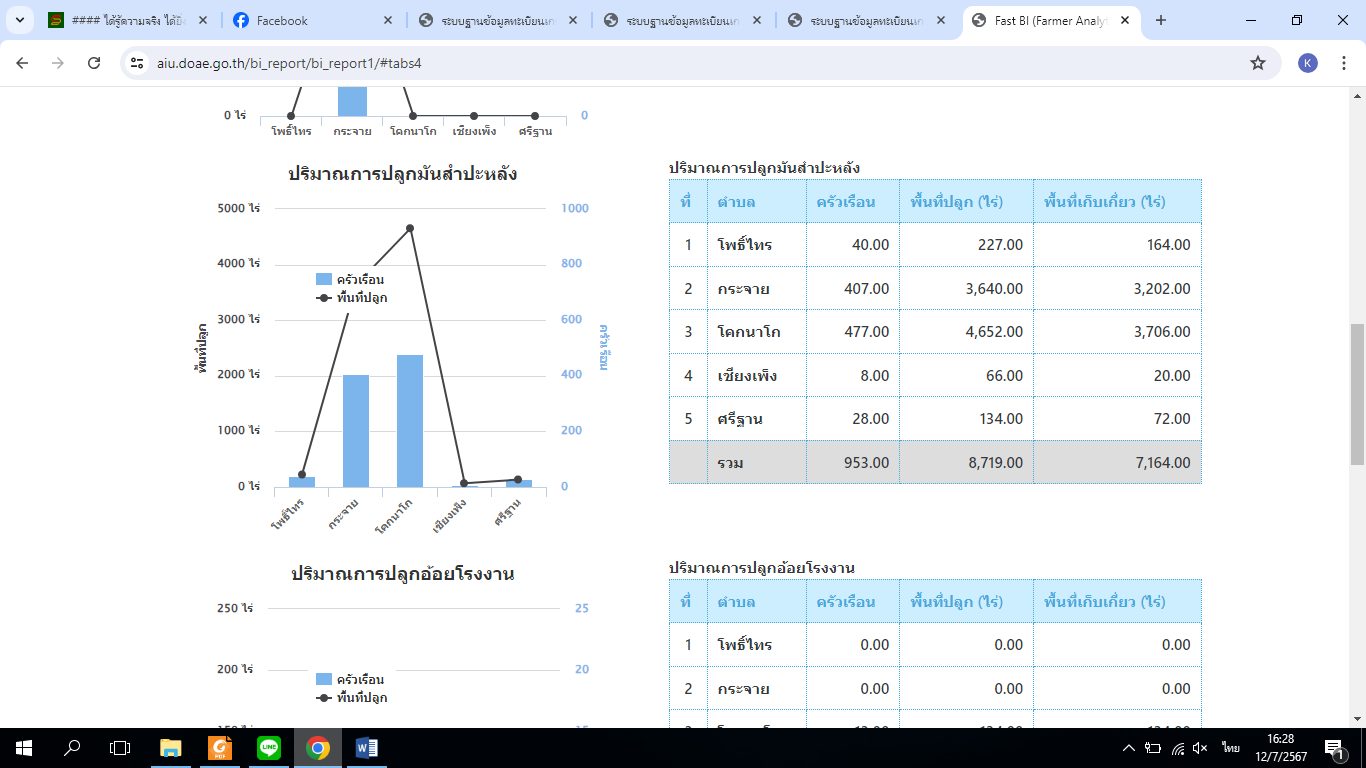 #### ได้รู้ความจริง ได้ยิ
Facebook
ระบบฐานข้อมูลทะเบียนเก
ระบบฐานข้อมูลทะเบียนเก
ระบบฐานข้อมูลทะเบียนเก
Fast BI (Farmer Analyt
aiu.doae.go.th/bi_report/bi_report1/#tabs4
K
0 ไร่
0
โพธิ์ไทร
กระจาย
โคกนาโก
เชียงเพ็ง
ศรีฐาน
ปริมาณการปลูกมันสำปะหลัง
5000 ไร่
4000 ไร่
3000 ไร่
2000 ไร่
1000 ไร่
0 ไร่
พื้นที่ปลูก
1000
800
600
400
200
0
ครัวเรือน
ครัวเรือน
พื้นที่ปลูก
โพธิ์ไทร
กระจาย
โคกนาโก
เชียงเพ็ง
ศรีฐาน
ปริมาณการปลูกมันสำปะหลัง
ที่ ตำบล ครัวเรือน พื้นที่ปลูก (ไร่) พื้นที่เก็บเกี่ยว (ไร่)
1 โพธิ์ไทร 40.00 227.00 164.00
2 กระจาย 407.00 3,640.00 3,202.00
3 โคกนาโก 477.00 4,652.00 3,706.00
4 เชียงเพ็ง 8.00 66.00 20.00
5 ศรีฐาน 28.00 134.00 72.00
รวม 953.00 8,719.00 7,164.00
ปริมาณการปลูกอ้อยโรงงาน
250 ไร่
200 ไร่
25
20
ครัวเรือน
พื้นที่ปลูก
ปริมาณการปลูกอ้อยโรงงาน
ที่ ตำบล ครัวเรือน พื้นที่ปลูก (ไร่) พื้นที่เก็บเกี่ยว (ไร่)
1 โพธิ์ไทร 0.00 0.00 0.00
2 กระจาย 0.00 0.00 0.00
ไทย
16:28
12/7/2567
1